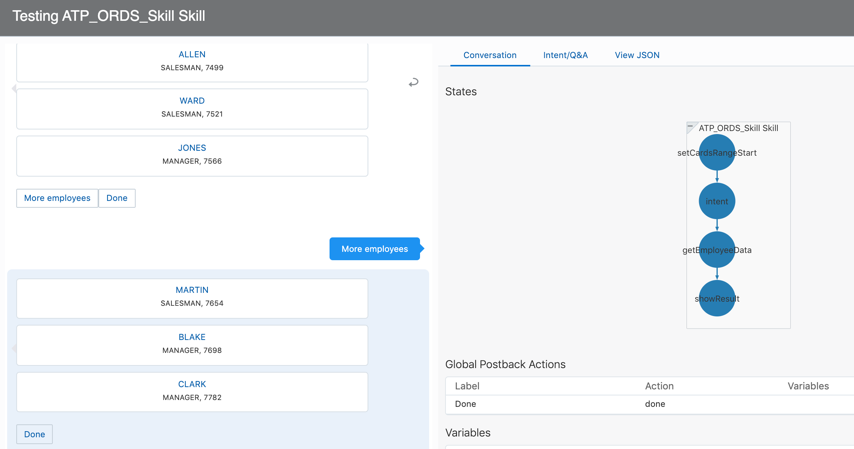 Testing ATP_ORDS_Skill Skill
ALLEN
SALESMAN, 7499
WARD
SALESMAN, 7521
JONES
MANAGER, 7566
More employees
Done
More employees
MARTIN
SALESMAN, 7654
BLAKE
MANAGER, 7698
CLARK
MANAGER, 7782
Done
Conversation Intent/Q&A View JSON
States
ATP_ORDS_Skill Skill
setCardsRangeStart
intent
getEmployeeData
showResult
Global Postback Actions
Label Action Variables
Done done
Variables